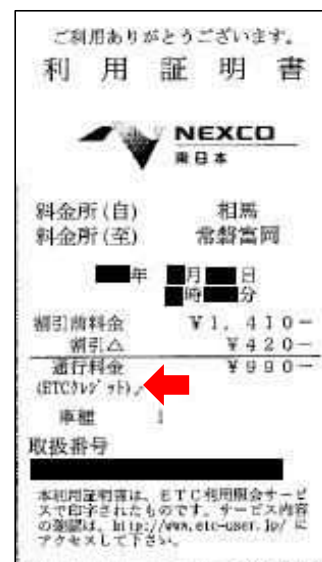 ご利用ありがとうございます。
利用証明書
NEXCO
東日本
料金所(自) 相馬
料金所(至) 常磐富岡
年 月 日
時 分
割引前料金 ¥1,410-
割引△ ¥420-
通行料金 ¥990-
(ETCクレジット)
車種 1
取扱番号
本利用証明書は、ETC利用照会サービ
スで印字されたものです。サービス内容
の確認は、http://www.etc-user.jp/ に
アクセスして下さい。